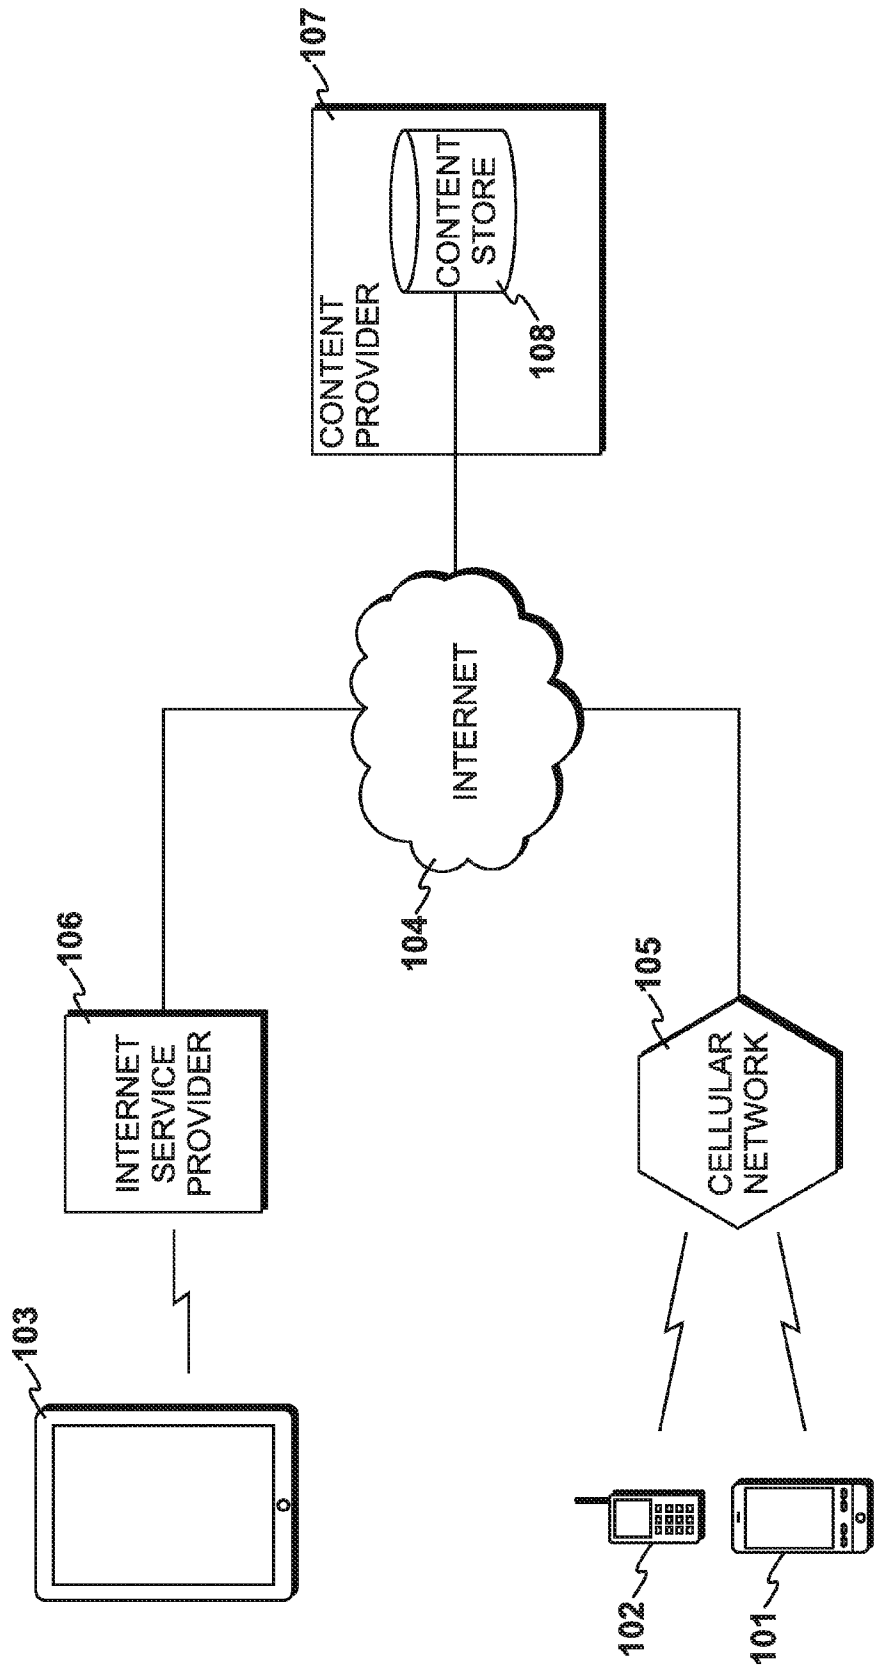 103
106
INTERNET
SERVICE
PROVIDER
107
CONTENT
PROVIDER
CONTENT
STORE
108
104
INTERNET
102
101
105
CELLULAR
NETWORK